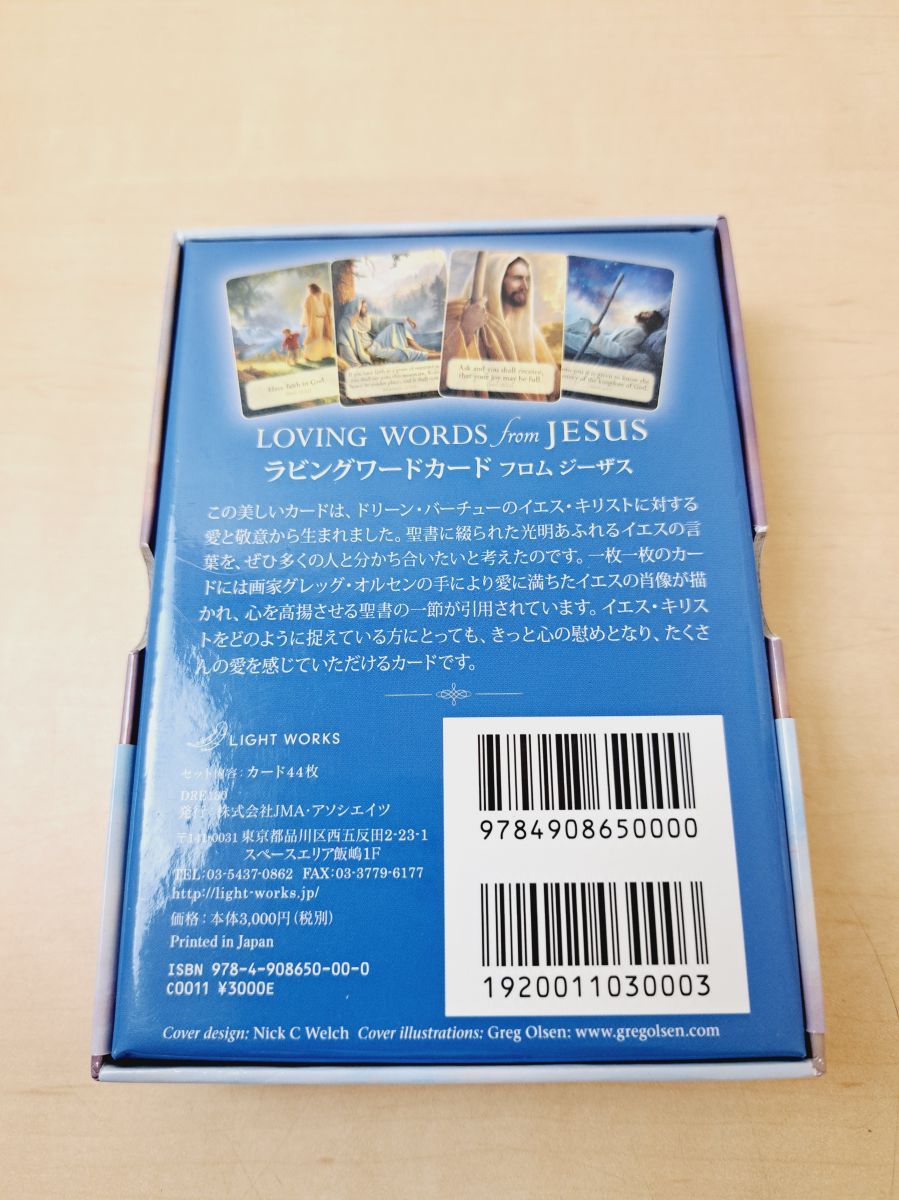 Have Faith in God.
Ask and you shall receive,
that your joy may be full.
LOVING WORDS from JESUS
ラビングワードカード フロム ジーザス
この美しいカードは、ドリーン・バーチューのイエス・キリストに対する
愛と敬意から生まれました。聖書に綴られた光明あふれるイエスの言
葉を、ぜひ多くの人と分かち合いたいと考えたのです。一枚一枚のカー
ドには画家グレッグ・オルセンの手により愛に満ちたイエスの肖像が描
かれ、心を高揚させる聖書の一節が引用されています。イエス・キリス
トをどのように捉えている方にとっても、きっと心の慰めとなり、たくさ
んの愛を感じていただけるカードです。
LIGHT WORKS
セット内容：カード44枚
発行：株式会社JMA・アソシエイツ
〒141-0031 東京都品川区西五反田2-23-1
スペースエリア飯嶋1F
TEL:03-5437-0862 FAX:03-3779-6177
http://light-works.jp/
価格：本体3,000円（税別）
Printed in Japan
ISBN 978-4-908650-00-0
C0011 ¥3000E
9784908650000
1920011030003
Cover design: Nick C Welch Cover illustrations: Greg Olsen: www.gregolsen.com